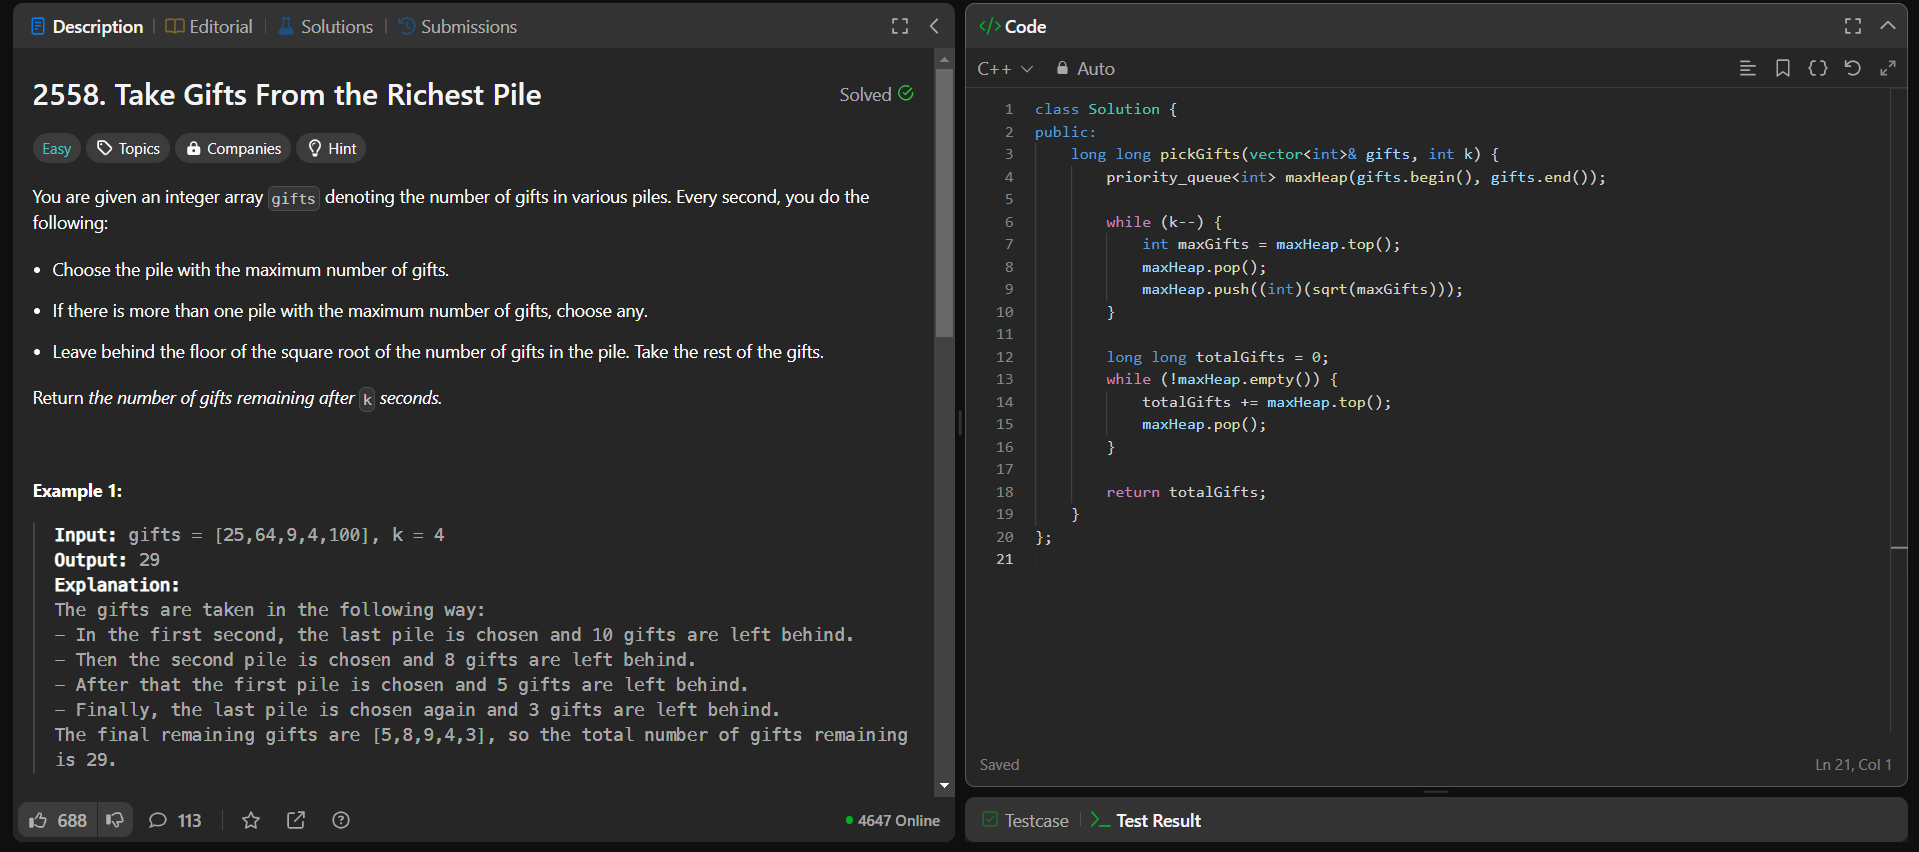 Description | Editorial | Solutions | Submissions
2558. Take Gifts From the Richest Pile
Solved
Easy Topics Companies Hint
You are given an integer array gifts denoting the number of gifts in various piles. Every second, you do the
following:
• Choose the pile with the maximum number of gifts.
• If there is more than one pile with the maximum number of gifts, choose any.
• Leave behind the floor of the square root of the number of gifts in the pile. Take the rest of the gifts.
Return the number of gifts remaining after k seconds.
Example 1:
Input: gifts = [25,64,9,4,100], k = 4
Output: 29
Explanation:
The gifts are taken in the following way:
- In the first second, the last pile is chosen and 10 gifts are left behind.
- Then the second pile is chosen and 8 gifts are left behind.
- After that the first pile is chosen and 5 gifts are left behind.
- Finally, the last pile is chosen again and 3 gifts are left behind.
The final remaining gifts are [5,8,9,4,3], so the total number of gifts remaining
is 29.
688 113 4647 Online
</> Code
C++ Auto
1 class Solution {
2 public:
3     long long pickGifts(vector<int>& gifts, int k) {
4         priority_queue<int> maxHeap(gifts.begin(), gifts.end());
5
6         while (k--) {
7             int maxGifts = maxHeap.top();
8             maxHeap.pop();
9             maxHeap.push((int)(sqrt(maxGifts)));
10         }
11
12         long long totalGifts = 0;
13         while (!maxHeap.empty()) {
14             totalGifts += maxHeap.top();
15             maxHeap.pop();
16         }
17
18         return totalGifts;
19     }
20 };
21
Saved Ln 21, Col 1
Testcase | >_ Test Result